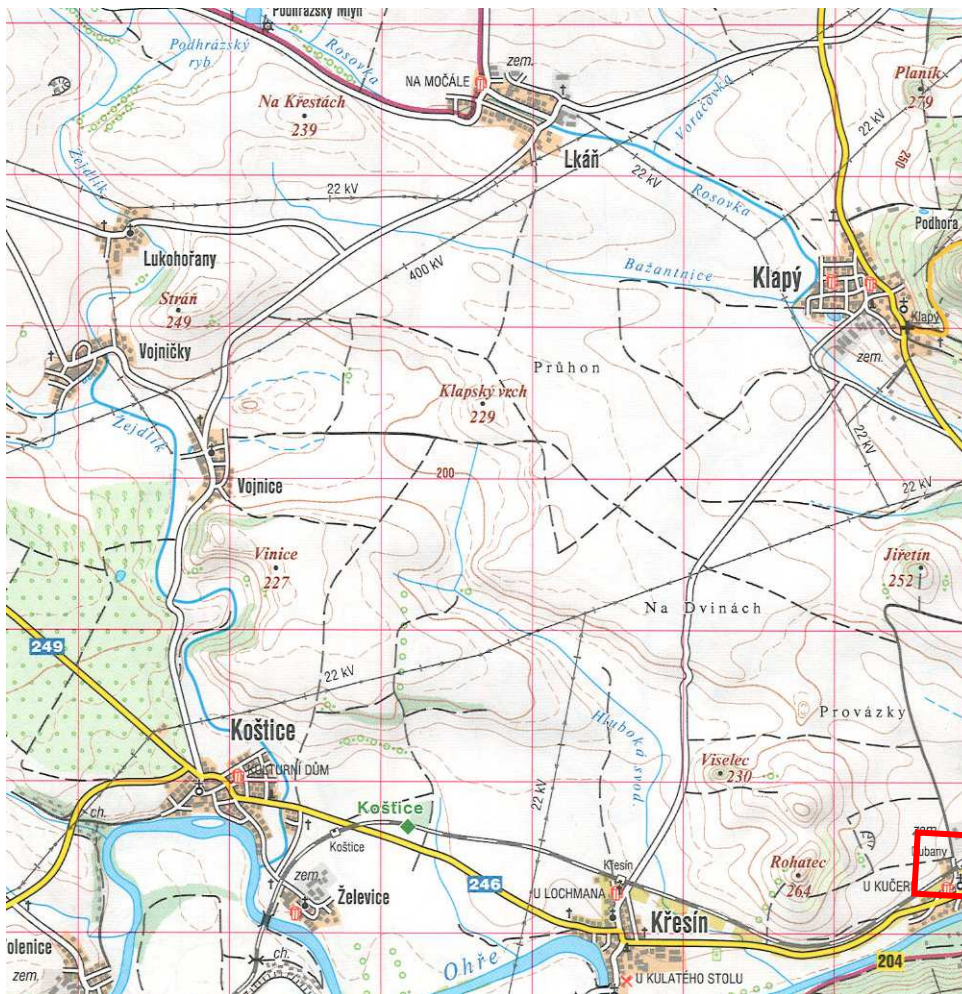 Podhrázský Mlýn
Podhrázský
ryb.
Rosovka
NA MOČÁLE
zem.
Planík
279
Na Křestách
239
Voračovka
22 kV
250
Lkáň
Žejdlík
22 kV
22 kV
Rosovka
Podhora
Lukohořany
400 kV
Bažantnice
Klapý
Stráň
249
Klapý
Vojničky
zem.
Průhon
Klapský vrch
229
Žejdlík
22 kV
200
22 kV
Vojnice
Vinice
227
Jiřetín
252
Na Dvinách
249
22 kV
Hluboká svod.
Provázky
Koštice
Viselec
230
KULTURNÍ DŮM
22 kV
ch.
Koštice
zem.
Koštice
Křesín
Dubany
Rohatec
264
zem.
246
U LOCHMANA
U KUČER
Želevice
Křesín
olenice
ch.
zem.
Ohře
204
U KULATÉHO STOLU